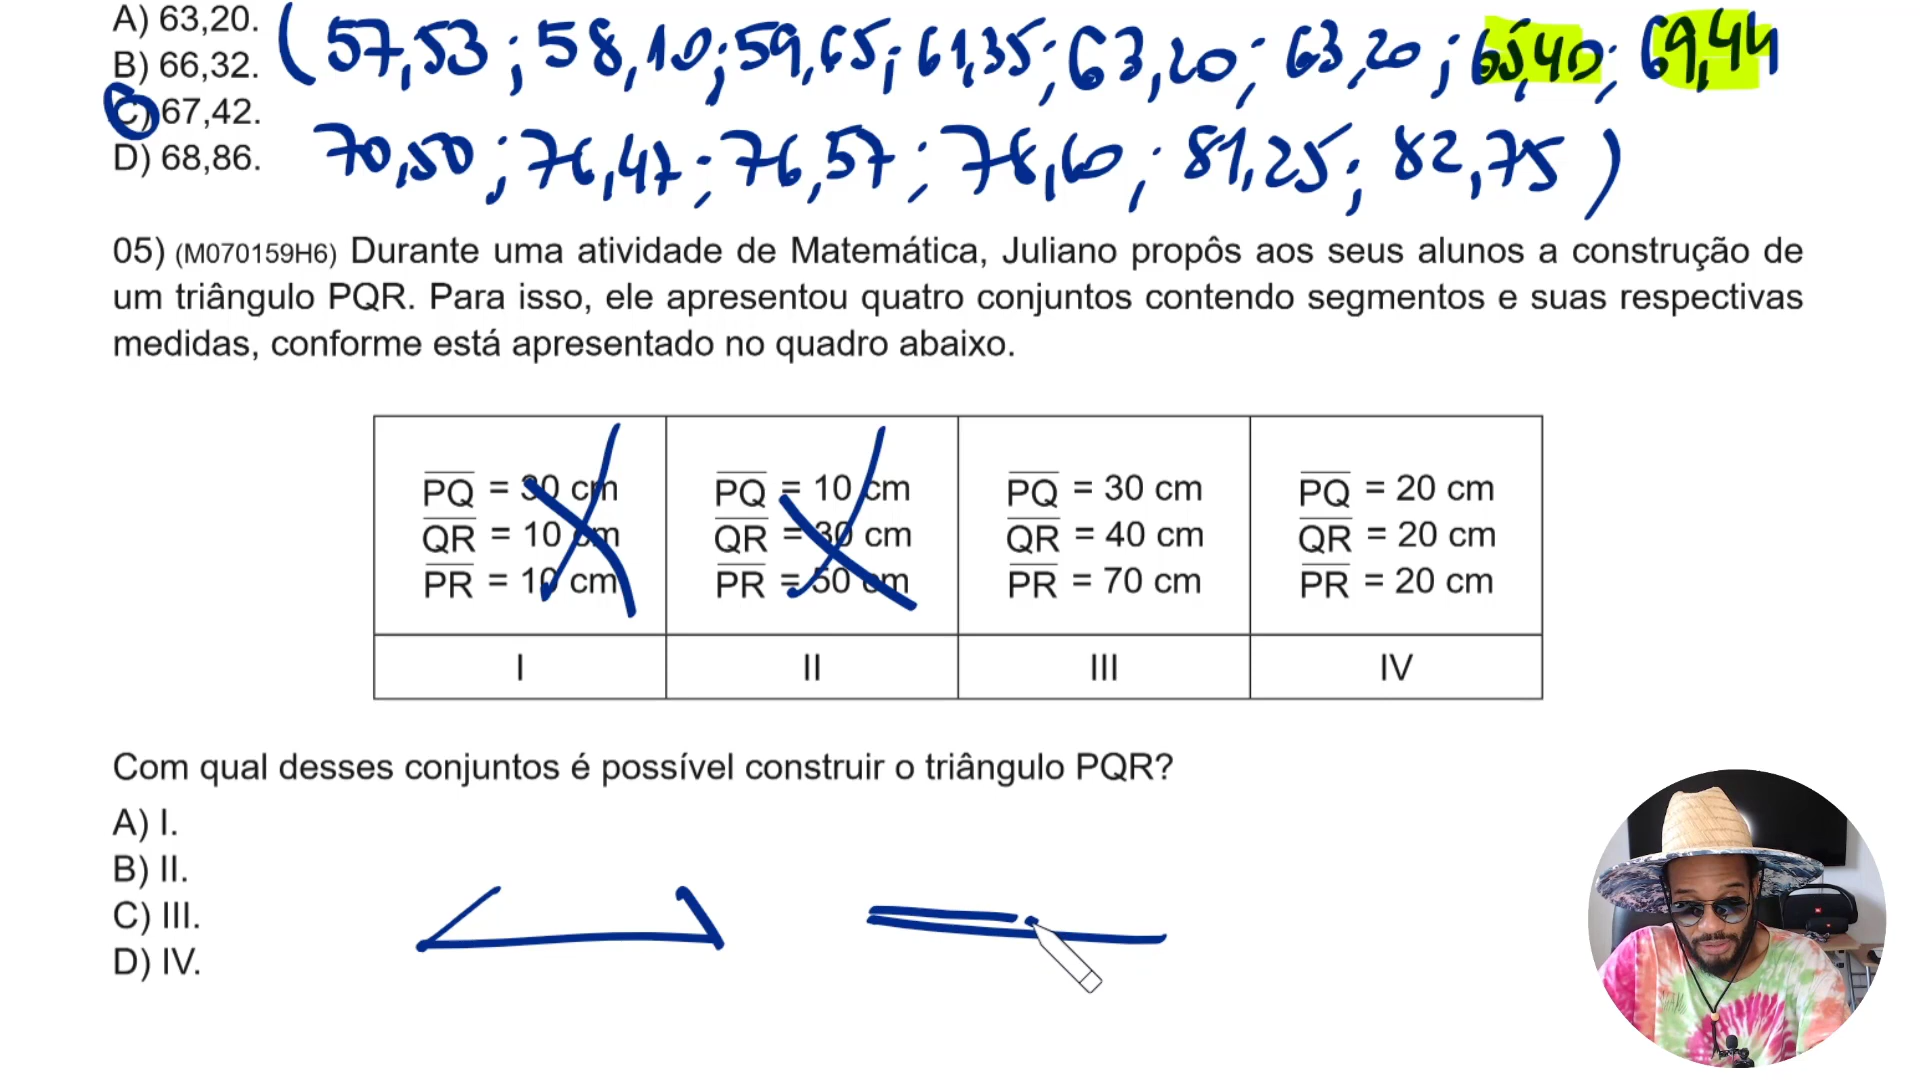 A) 63,20.
B) 66,32.
C) 67,42.
D) 68,86.
(57,53 ; 58,10 ; 59,65 ; 61,35 ; 63,20 ; 63,20 ; 65,40 ; 69,44
70,50 ; 76,47 ; 76,57 ; 78,60 ; 81,25 ; 82,75)
05) (M070159H6) Durante uma atividade de Matemática, Juliano propôs aos seus alunos a construção de
um triângulo PQR. Para isso, ele apresentou quatro conjuntos contendo segmentos e suas respectivas
medidas, conforme está apresentado no quadro abaixo.
PQ = 30 cm
QR = 10 cm
PR = 10 cm
I
PQ = 10 cm
QR = 30 cm
PR = 50 cm
II
PQ = 30 cm
QR = 40 cm
PR = 70 cm
III
PQ = 20 cm
QR = 20 cm
PR = 20 cm
IV
Com qual desses conjuntos é possível construir o triângulo PQR?
A) I.
B) II.
C) III.
D) IV.